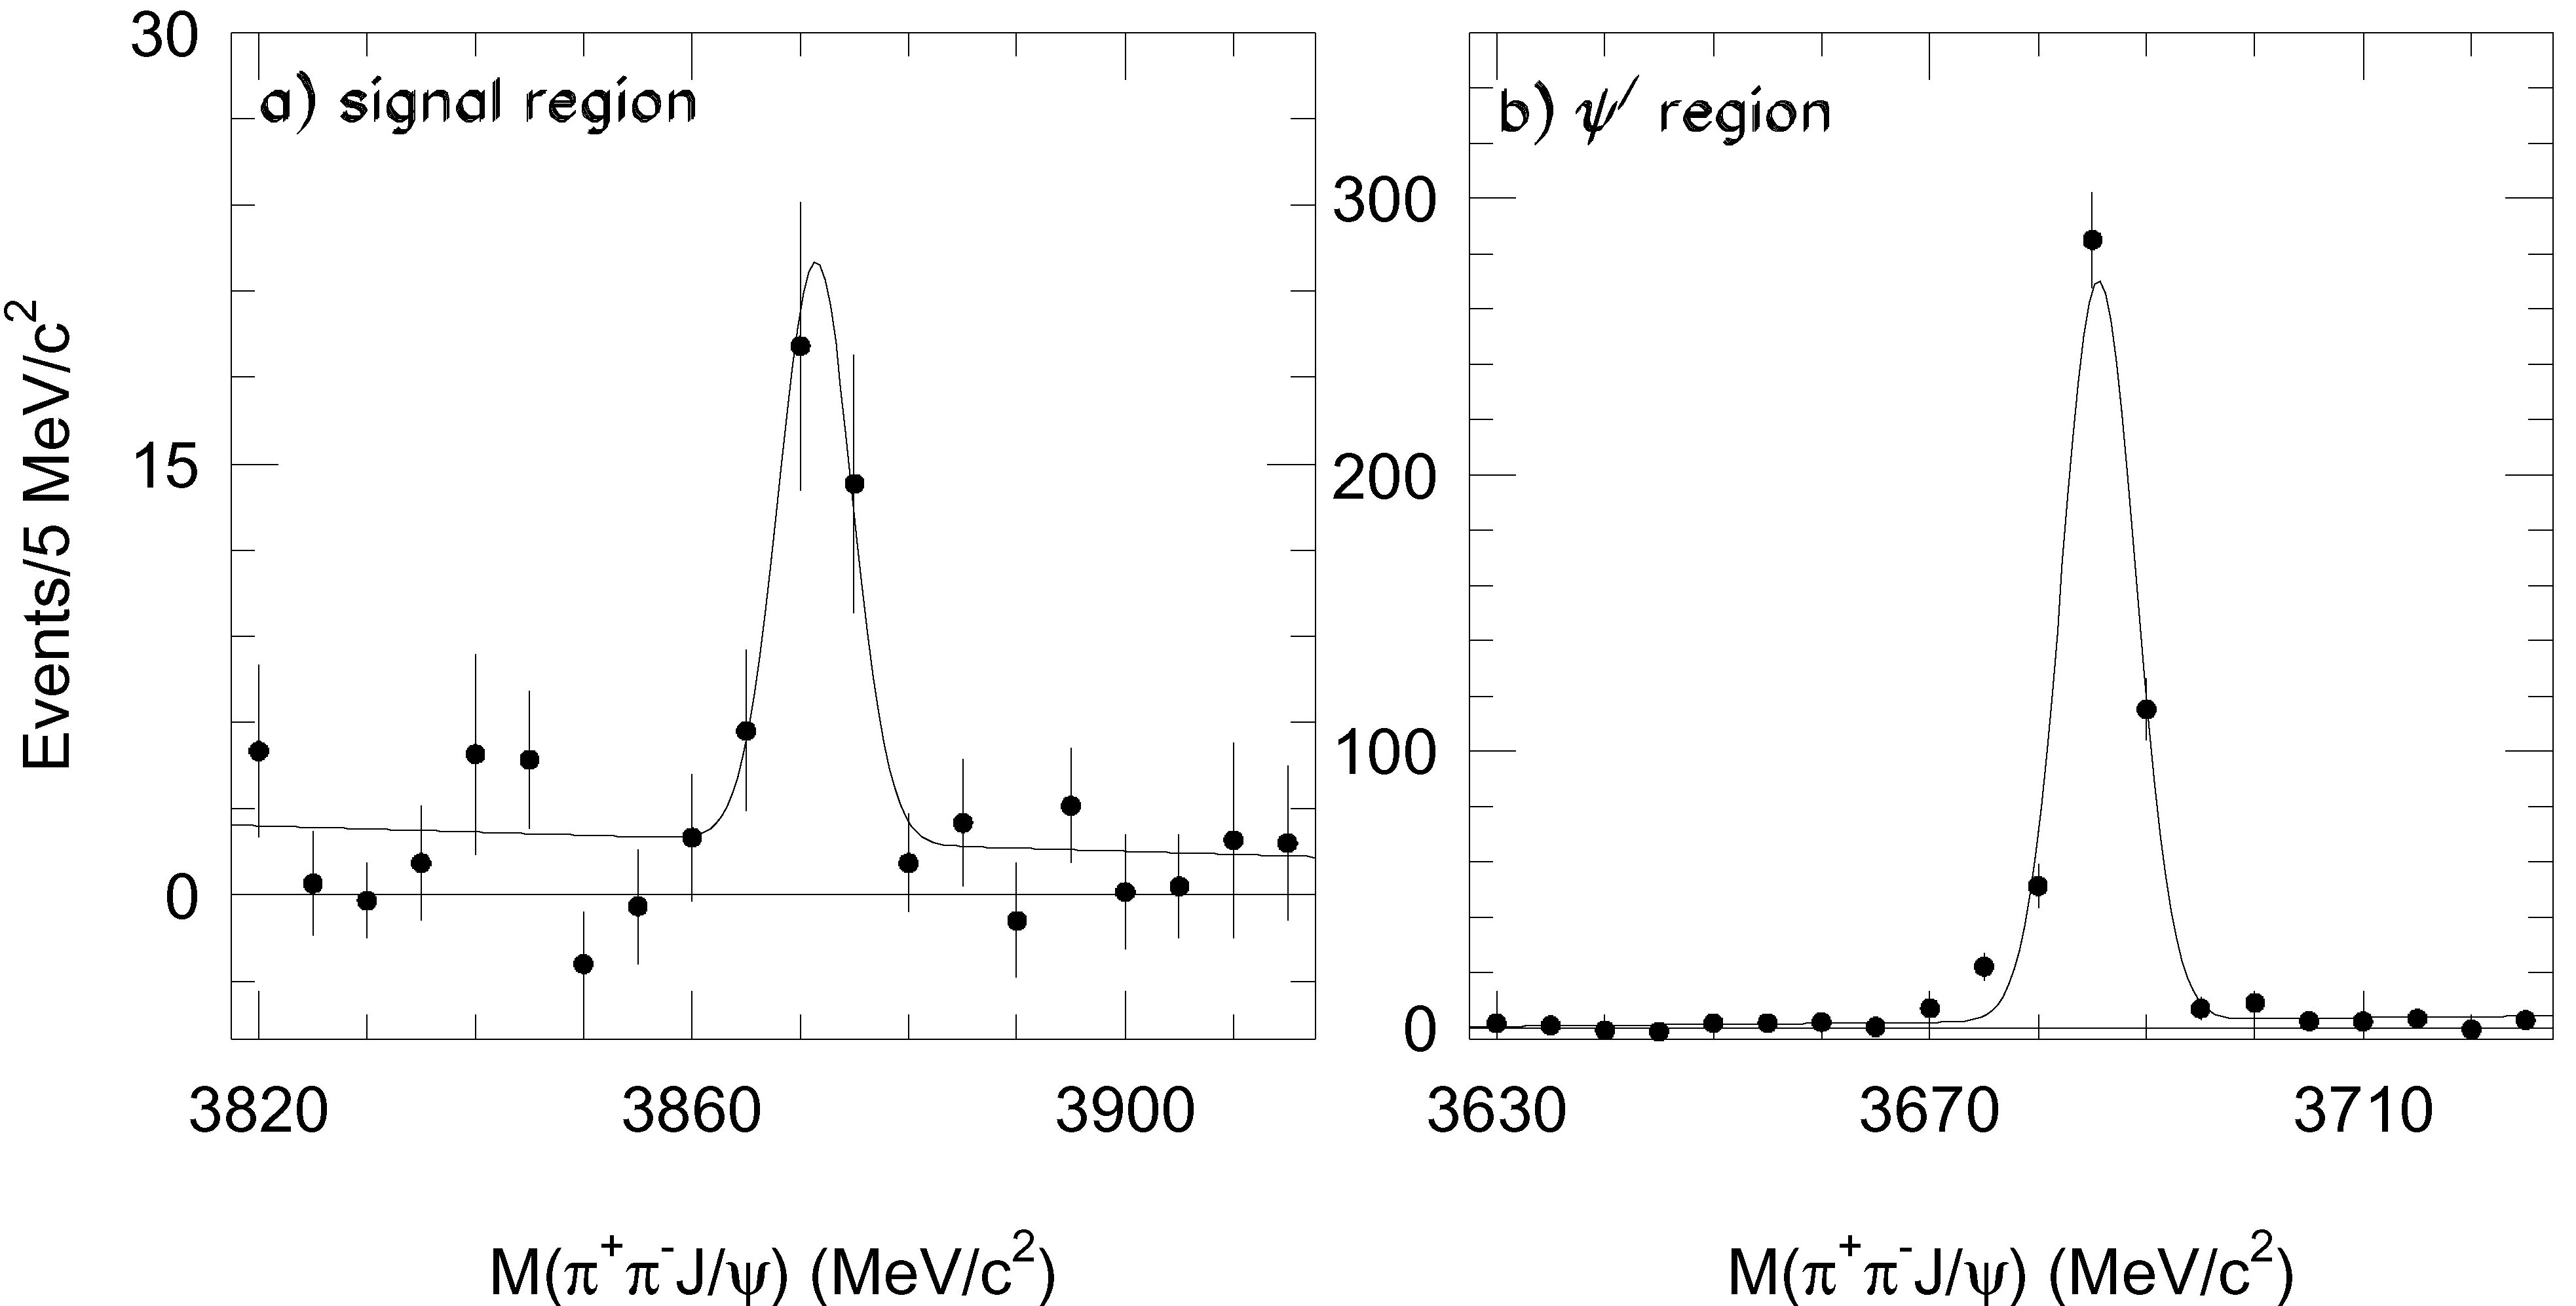 a) signal region
30
15
0
Events/5 MeV/c²
3820 3860 3900
M(π⁺π⁻J/ψ) (MeV/c²)
b) ψ′ region
300
200
100
0
3630 3670 3710
M(π⁺π⁻J/ψ) (MeV/c²)